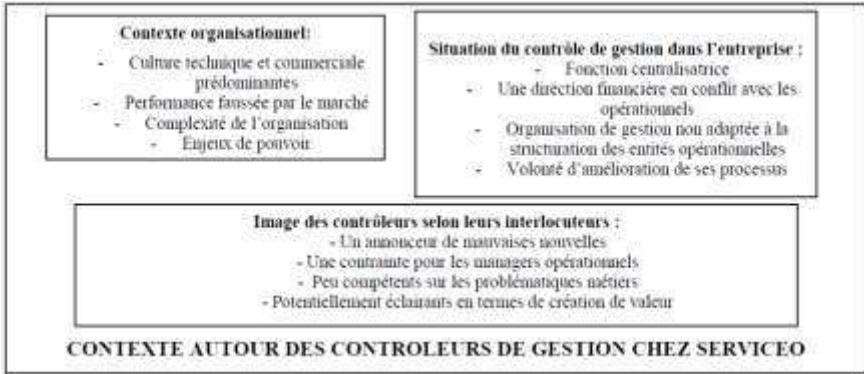 Contexte organisationnel:
- Culture technique et commerciale
prédominantes
- Performance faussée par le marché
- Complexité de l'organisation
- Enjeux de pouvoir
Situation du contrôle de gestion dans l'entreprise :
- Fonction centralisatrice
- Une direction financière en conflit avec les
opérationnels
- Organisation de gestion non adaptée à la
structuration des entités opérationnelles
- Volonté d'amélioration de ses processus
Image des contrôleurs selon leurs interlocuteurs :
- Un annonceur de mauvaises nouvelles
- Une contrainte pour les managers opérationnels
- Peu compétents sur les problématiques métiers
- Potentiellement éclairants en termes de création de valeur
CONTEXTE AUTOUR DES CONTROLEURS DE GESTION CHEZ SERVICEO